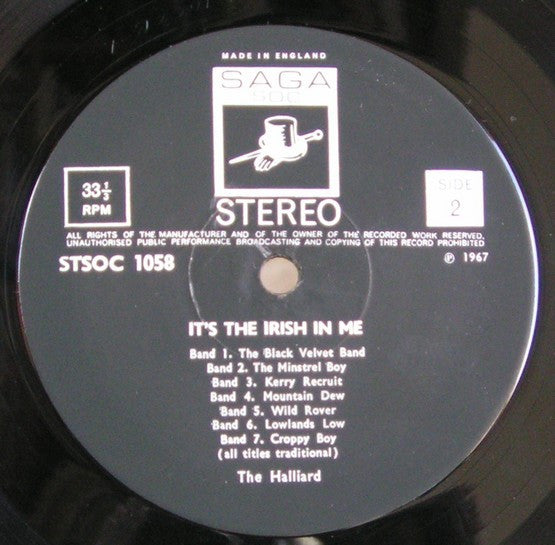 MADE IN ENGLAND
SAGA
SOC
33⅓
RPM
STEREO
SIDE
2
ALL RIGHTS OF THE MANUFACTURER AND OF THE OWNER OF THE RECORDED WORK RESERVED.
UNAUTHORISED PUBLIC PERFORMANCE BROADCASTING AND COPYING OF THIS RECORD PROHIBITED
STSOC 1058
℗ 1967
IT'S THE IRISH IN ME
Band 1. The Black Velvet Band
Band 2. The Minstrel Boy
Band 3. Kerry Recruit
Band 4. Mountain Dew
Band 5. Wild Rover
Band 6. Lowlands Low
Band 7. Croppy Boy
(all titles traditional)
The Halliard